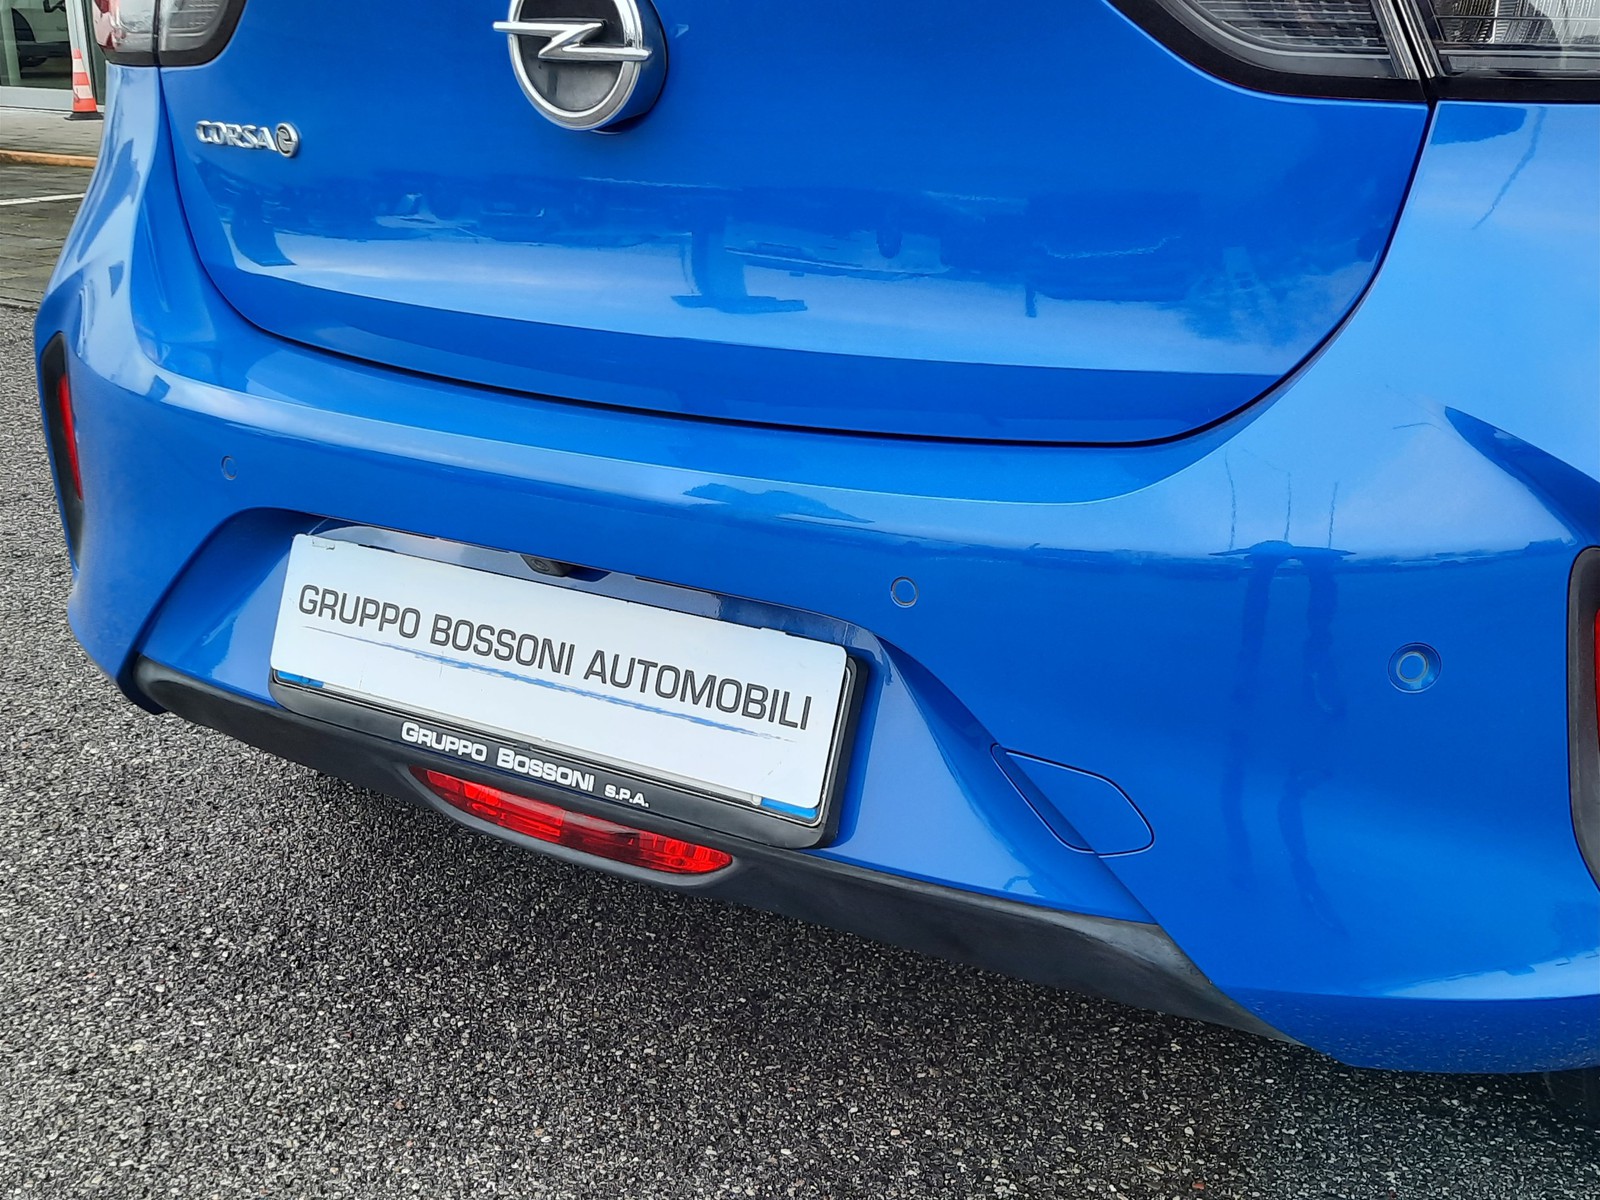 CORSA e
GRUPPO BOSSONI AUTOMOBILI
GRUPPO BOSSONI S.P.A.